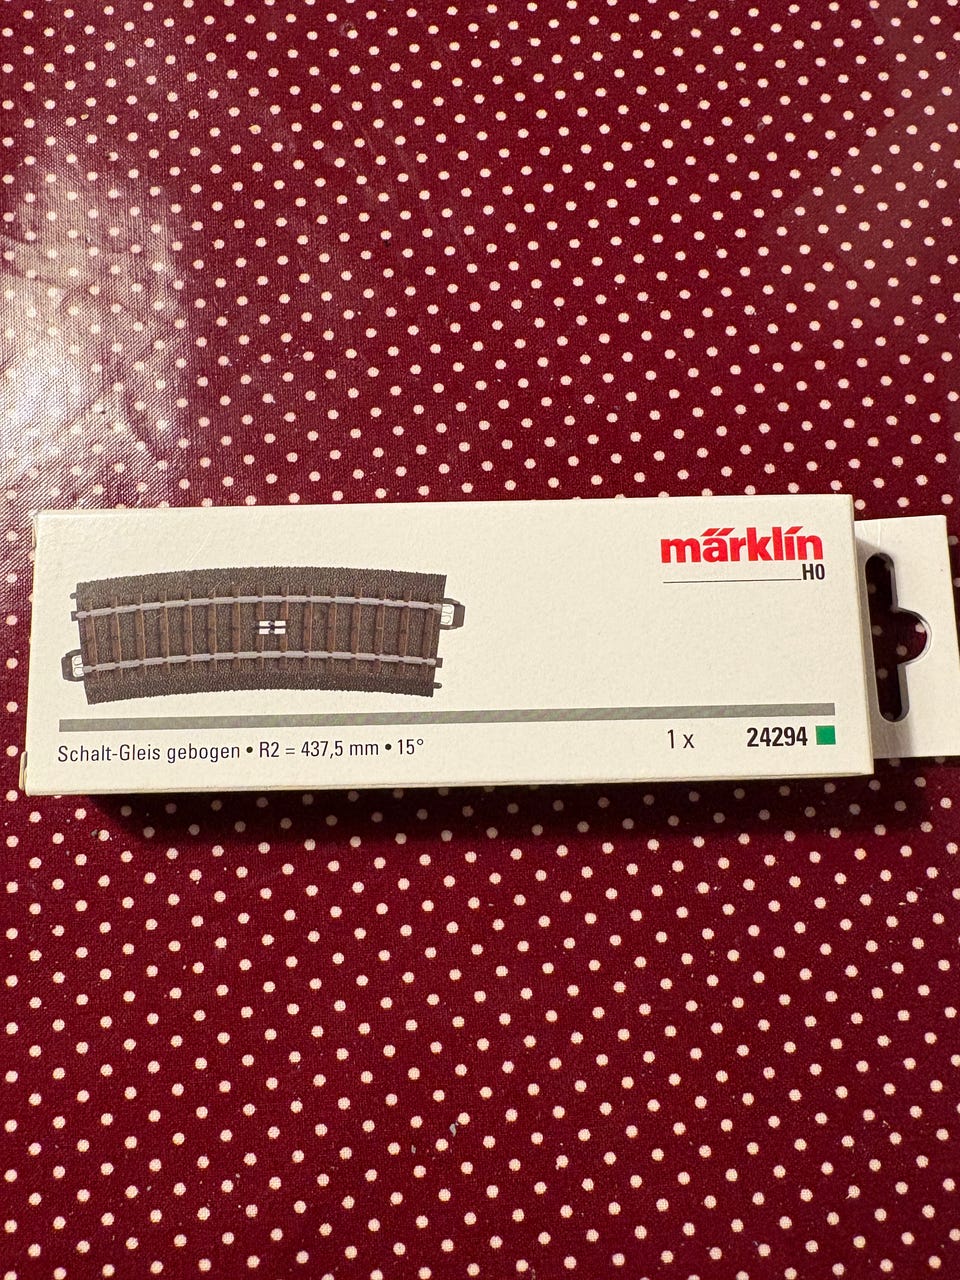 märklin
H0
Schalt-Gleis gebogen • R2 = 437,5 mm • 15°
1 x 24294